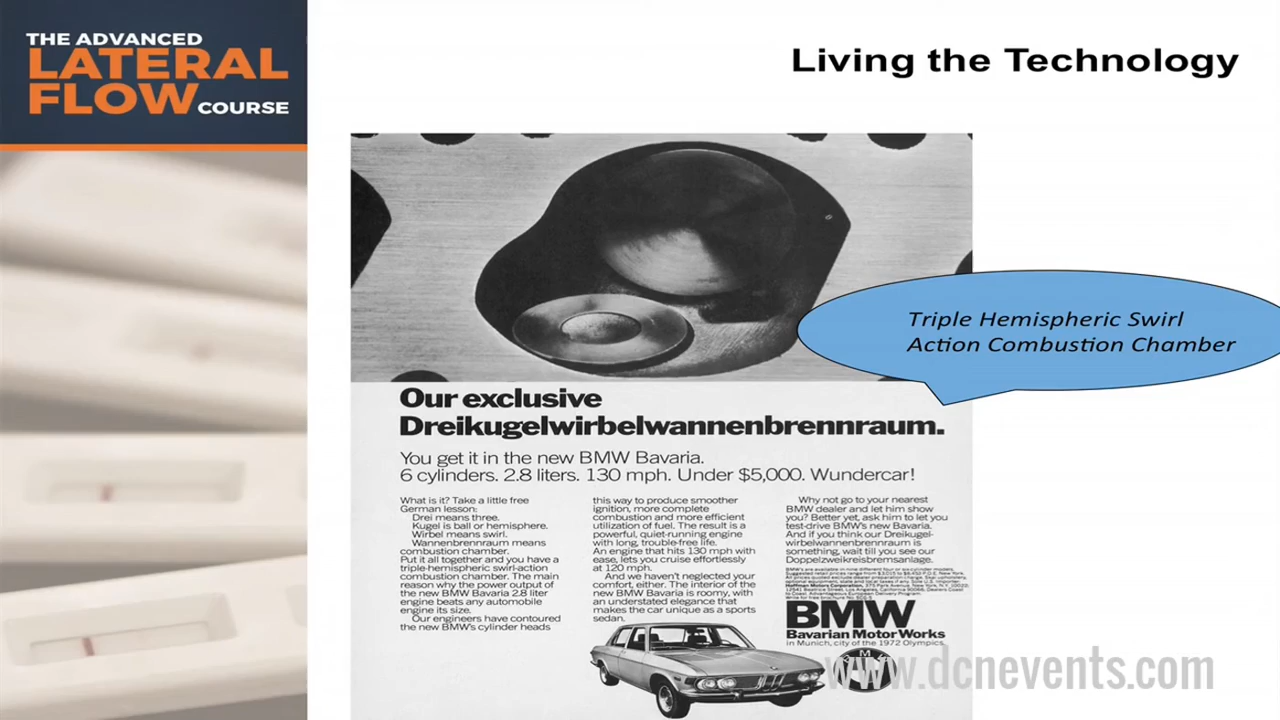 THE ADVANCED
LATERAL
FLOW COURSE
Living the Technology
Triple Hemispheric Swirl
Action Combustion Chamber
Our exclusive
Dreikugelwirbelwannenbrennraum.
You get it in the new BMW Bavaria.
6 cylinders. 2.8 liters. 130 mph. Under $5,000. Wundercar!
What is it? Take a little free
German lesson:
Drei means three.
Kugel is ball or hemisphere.
Wirbel means swirl.
Wannenbrennraum means
combustion chamber.
Put it all together and you have a
triple-hemispheric swirl-action
combustion chamber. The main
reason why the power output of
the new BMW Bavaria 2.8 liter
engine beats any automobile
engine its size.
Our engineers have contoured
the new BMW's cylinder heads
this way to produce smoother
ignition, more complete
combustion and more efficient
utilization of fuel. The result is a
powerful, quiet-running engine
with long, trouble-free life.
An engine that hits 130 mph with
ease, lets you cruise effortlessly
at 120 mph.
And we haven't neglected your
comfort, either. The interior of the
new BMW Bavaria is roomy, with
an understated elegance that
makes the car unique as a sports
sedan.
Why not go to your nearest
BMW dealer and let him show
you? Better yet, ask him to let you
test-drive BMW's new Bavaria.
And if you think our Dreikugel-
wirbelwannenbrennraum is
something, wait till you see our
Doppelzweikreisbremsanlage.
BMW
Bavarian Motor Works
in Munich, city of the 1972 Olympics.
www.dcnevents.com